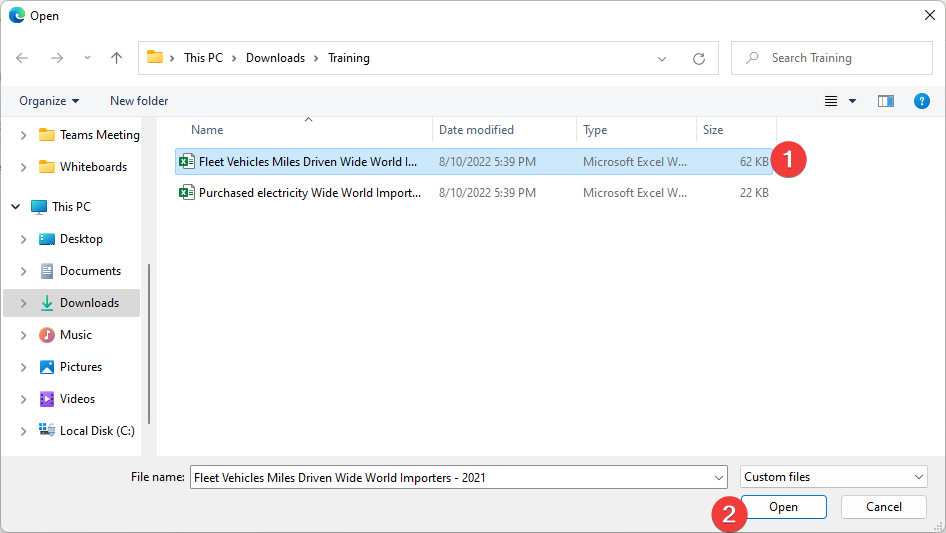 Open
This PC Downloads Training
Search Training
Organize New folder
Name Date modified Type Size
Teams Meeting
Whiteboards
This PC
Desktop
Documents
Downloads
Music
Pictures
Videos
Local Disk (C:)
Fleet Vehicles Miles Driven Wide World I... 8/10/2022 5:39 PM Microsoft Excel W... 62 KB 1
Purchased electricity Wide World Import... 8/10/2022 5:39 PM Microsoft Excel W... 22 KB
File name: Fleet Vehicles Miles Driven Wide World Importers - 2021 Custom files
2 Open Cancel